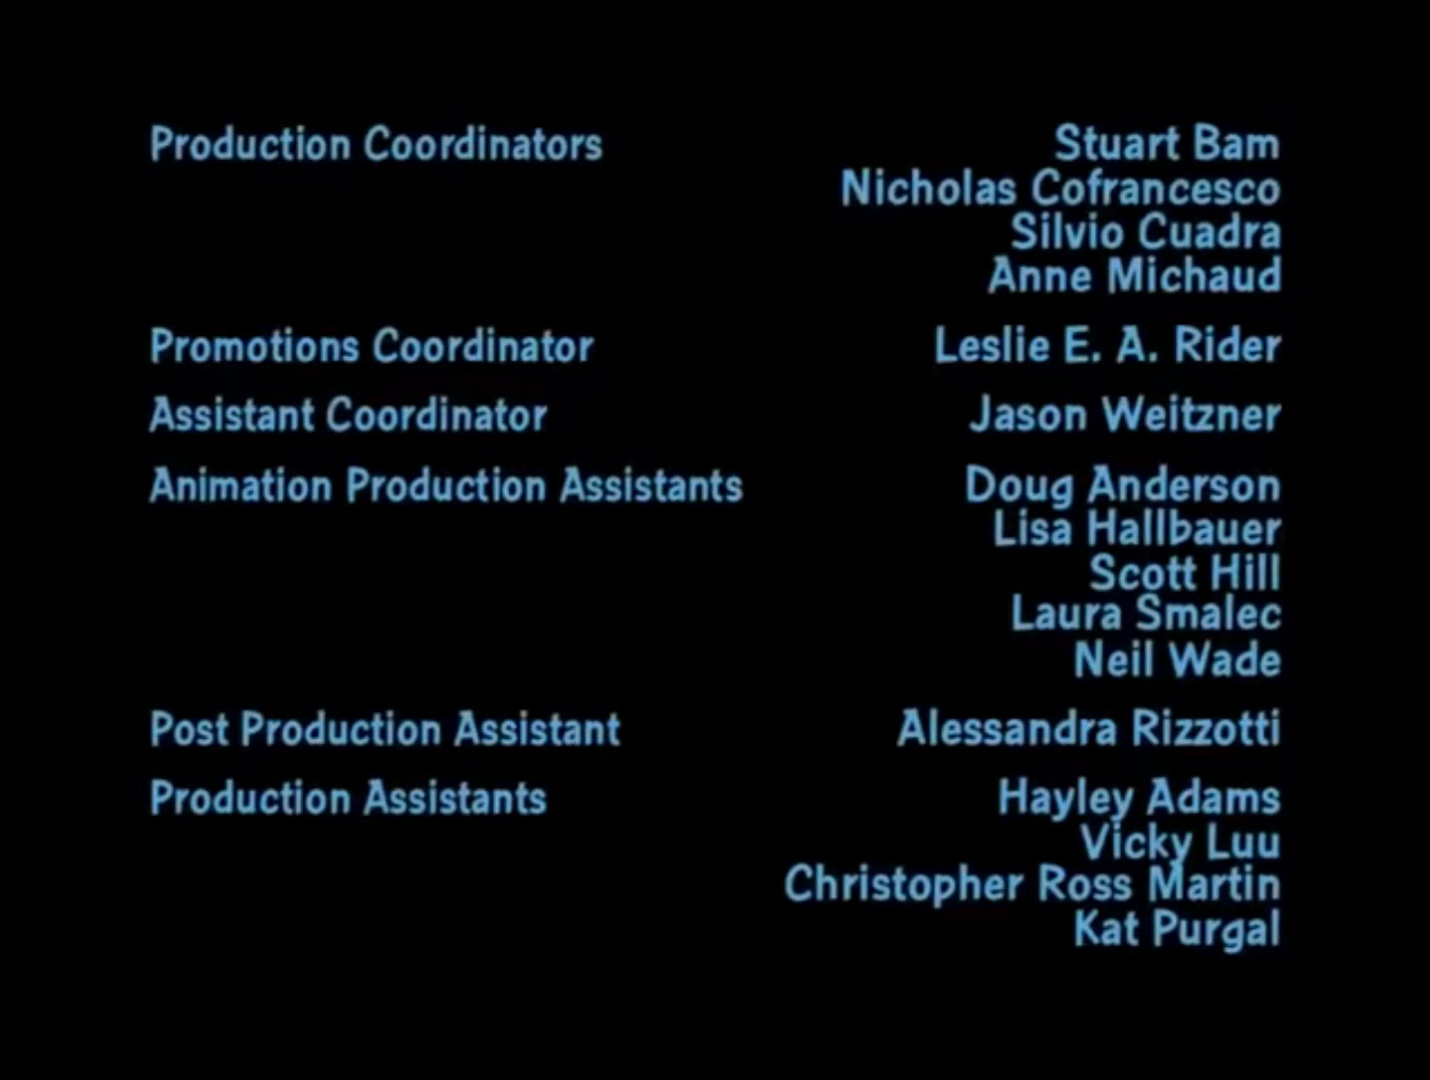 Production Coordinators Stuart Bam
Nicholas Cofrancesco
Silvio Cuadra
Anne Michaud
Promotions Coordinator Leslie E. A. Rider
Assistant Coordinator Jason Weitzner
Animation Production Assistants Doug Anderson
Lisa Hallbauer
Scott Hill
Laura Smalec
Neil Wade
Post Production Assistant Alessandra Rizzotti
Production Assistants Hayley Adams
Vicky Luu
Christopher Ross Martin
Kat Purgal